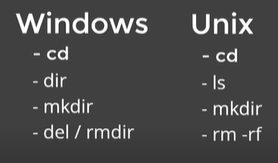 Windows
- cd
- dir
- mkdir
- del / rmdir
Unix
- cd
- ls
- mkdir
- rm -rf